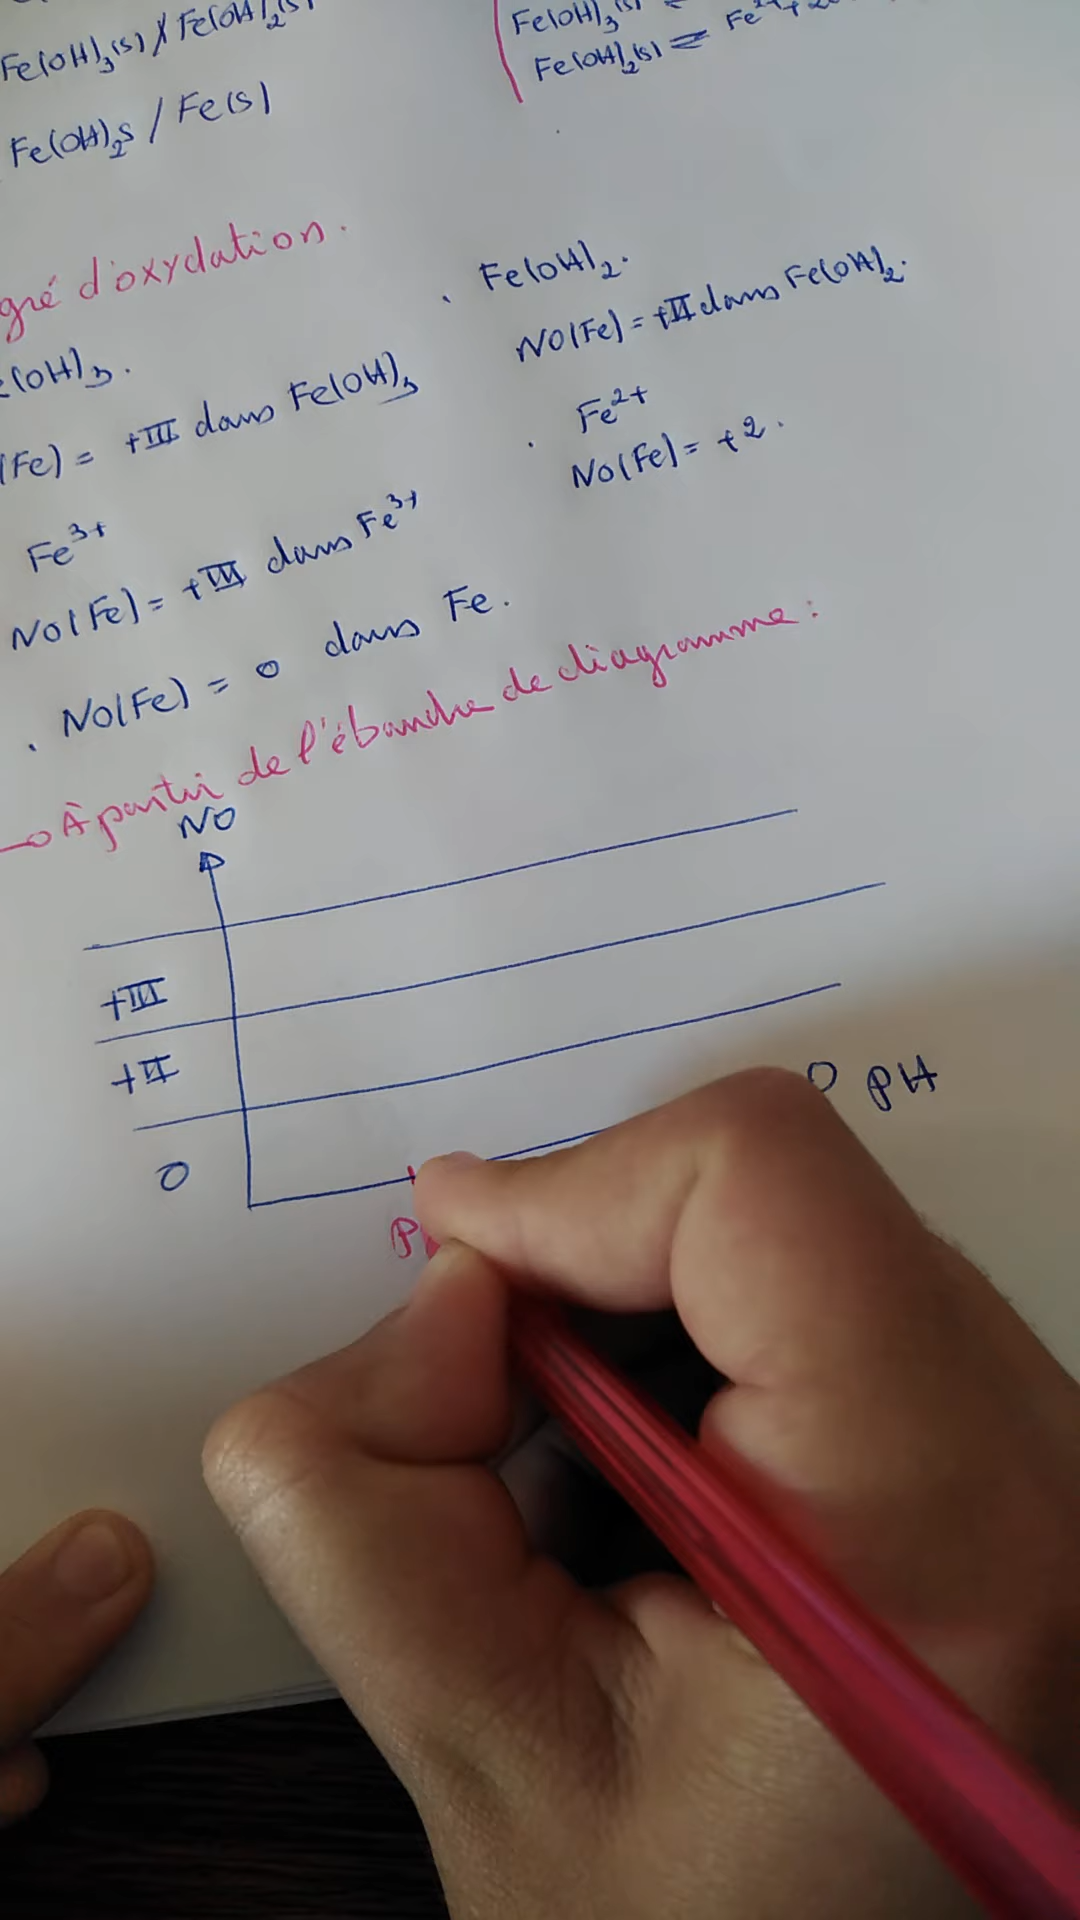 Fe(OH)₃(s) / Fe(OH)₂(s)
Fe(OH)₂s / Fe(s)
Fe(OH)₃(s) =
Fe(OH)₂(s) ⇌ Fe²⁺ +
gré d'oxydation.
(OH)₃.
(Fe) = +III dans Fe(OH)₃
Fe³⁺
NO(Fe) = +III dans Fe³⁺
. NO(Fe) = 0 dans Fe.
. Fe(OH)₂.
NO(Fe) = +II dans Fe(OH)₂.
. Fe²⁺
NO(Fe) = +2.
→ À partir de l'ébauche de diagramme :
NO
+III
+II
0
PH
P